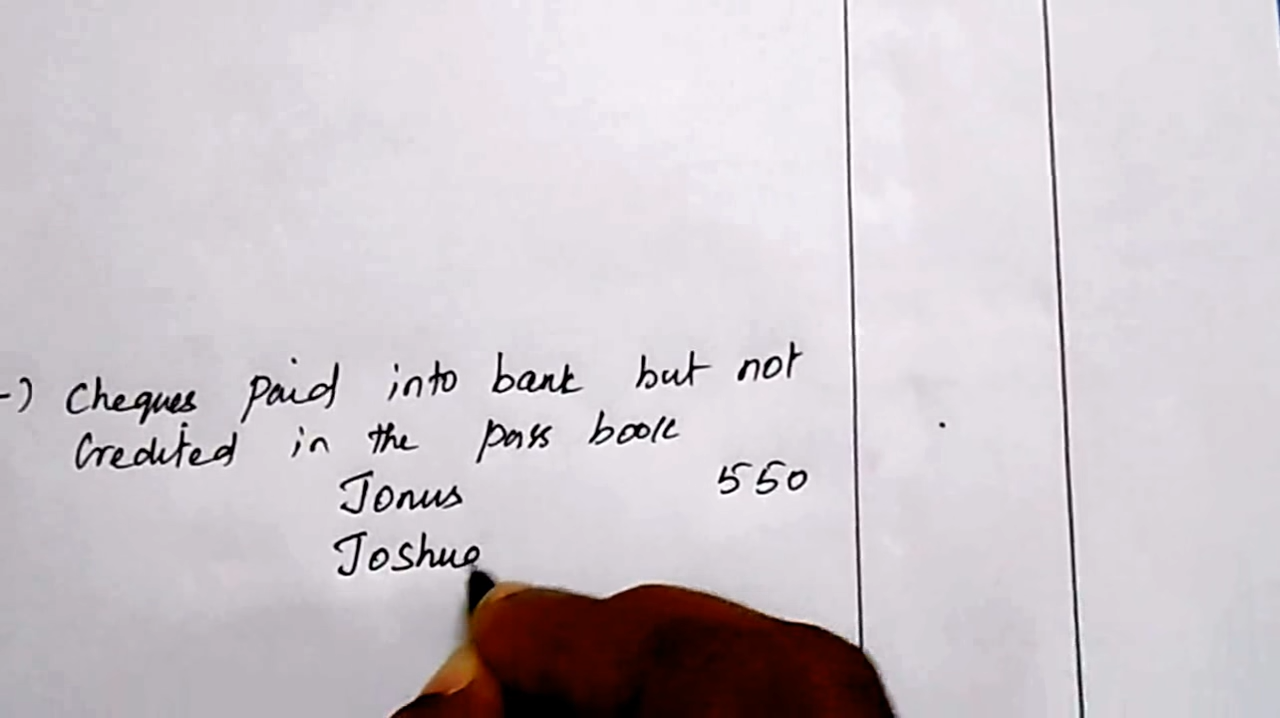 -) Cheques paid into bank but not
Credited in the pass book
Jonus 550
Joshua